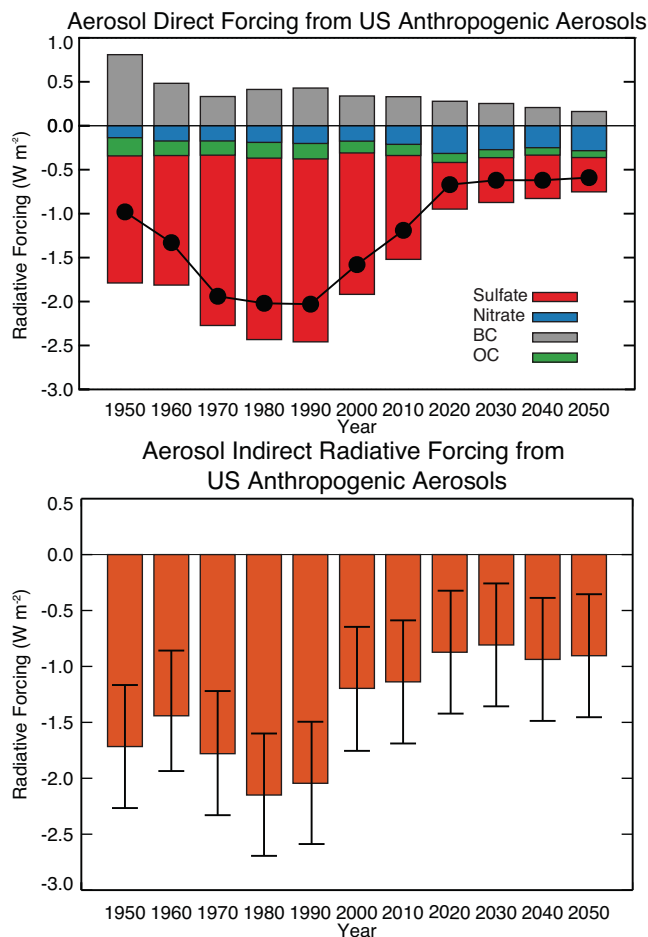 Aerosol Direct Forcing from US Anthropogenic Aerosols
1.0
0.5
0.0
-0.5
-1.0
-1.5
-2.0
-2.5
-3.0
Radiative Forcing (W m-2)
Sulfate
Nitrate
BC
OC
1950 1960 1970 1980 1990 2000 2010 2020 2030 2040 2050
Year
Aerosol Indirect Radiative Forcing from
US Anthropogenic Aerosols
0.5
0.0
-0.5
-1.0
-1.5
-2.0
-2.5
-3.0
Radiative Forcing (W m-2)
1950 1960 1970 1980 1990 2000 2010 2020 2030 2040 2050
Year